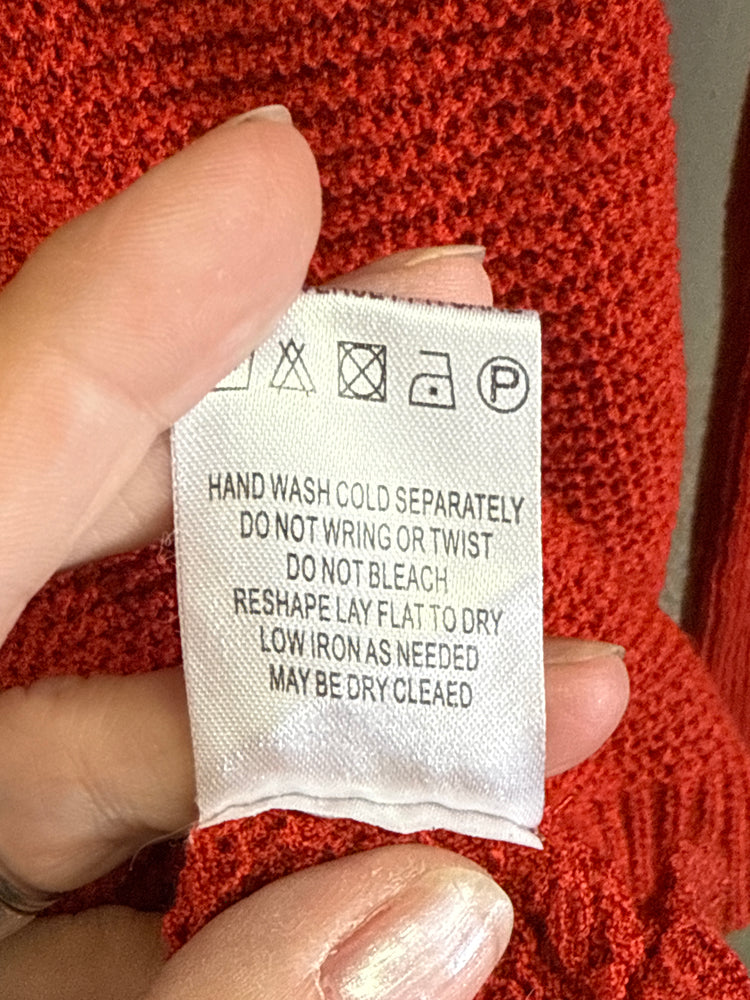 P
HAND WASH COLD SEPARATELY
DO NOT WRING OR TWIST
DO NOT BLEACH
RESHAPE LAY FLAT TO DRY
LOW IRON AS NEEDED
MAY BE DRY CLEAED